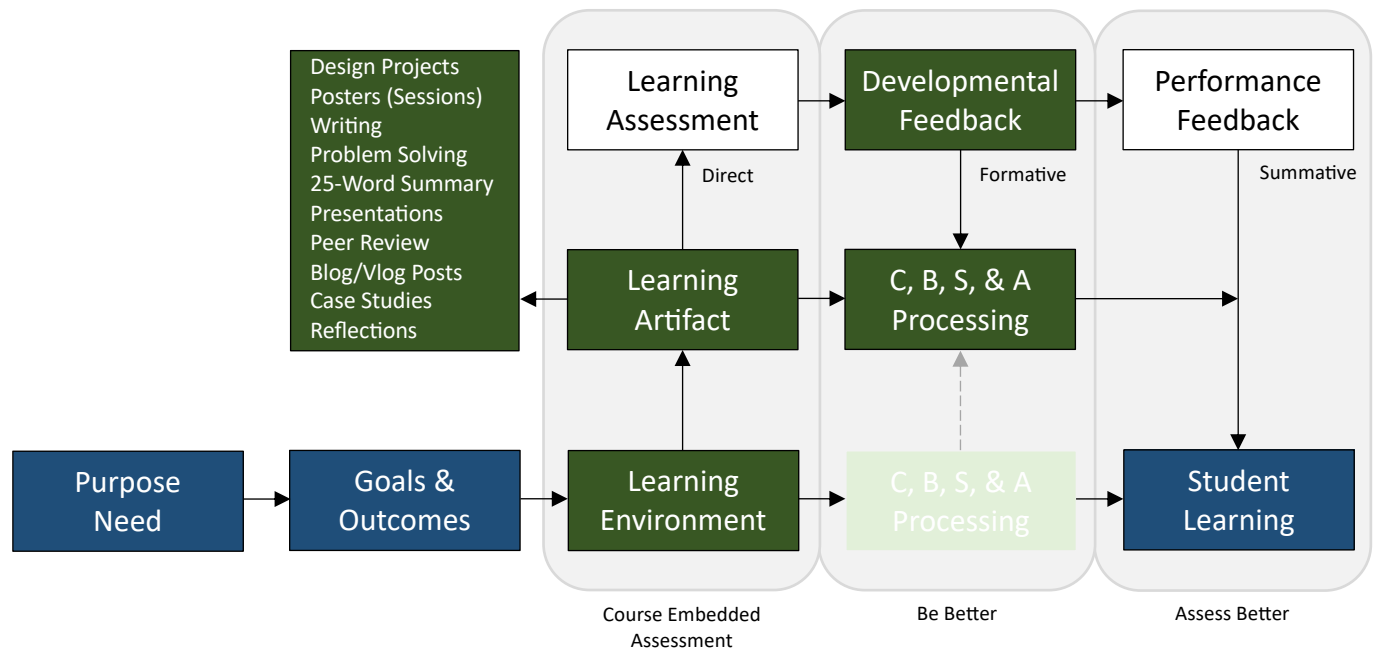 Design Projects
Posters (Sessions)
Writing
Problem Solving
25-Word Summary
Presentations
Peer Review
Blog/Vlog Posts
Case Studies
Reflections
Learning
Assessment
Developmental
Feedback
Performance
Feedback
Direct
Formative
Summative
Learning
Artifact
C, B, S, & A
Processing
Purpose
Need
Goals &
Outcomes
Learning
Environment
C, B, S, & A
Processing
Student
Learning
Course Embedded
Assessment
Be Better
Assess Better